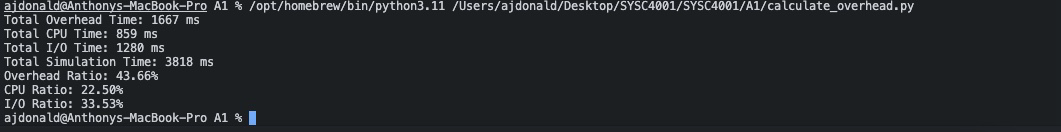 ajdonald@Anthonys-MacBook-Pro A1 % /opt/homebrew/bin/python3.11 /Users/ajdonald/Desktop/SYSC4001/SYSC4001/A1/calculate_overhead.py
Total Overhead Time: 1667 ms
Total CPU Time: 859 ms
Total I/O Time: 1280 ms
Total Simulation Time: 3818 ms
Overhead Ratio: 43.66%
CPU Ratio: 22.50%
I/O Ratio: 33.53%
ajdonald@Anthonys-MacBook-Pro A1 %